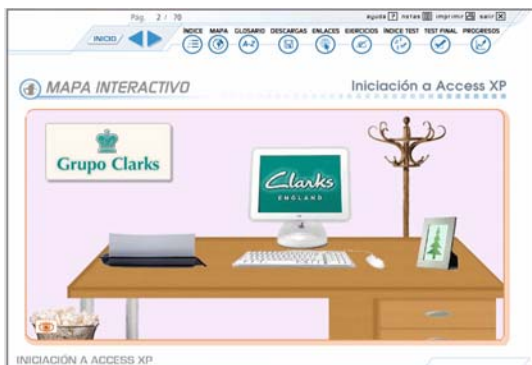 Pág. 2 / 70
ayuda ? notas imprimir salir
INICIO
ÍNDICE MAPA GLOSARIO DESCARGAS ENLACES EJERCICIOS ÍNDICE TEST TEST FINAL PROGRESOS
A-Z
MAPA INTERACTIVO
Iniciación a Access XP
Grupo Clarks
Clarks
ENGLAND
INICIACIÓN A ACCESS XP